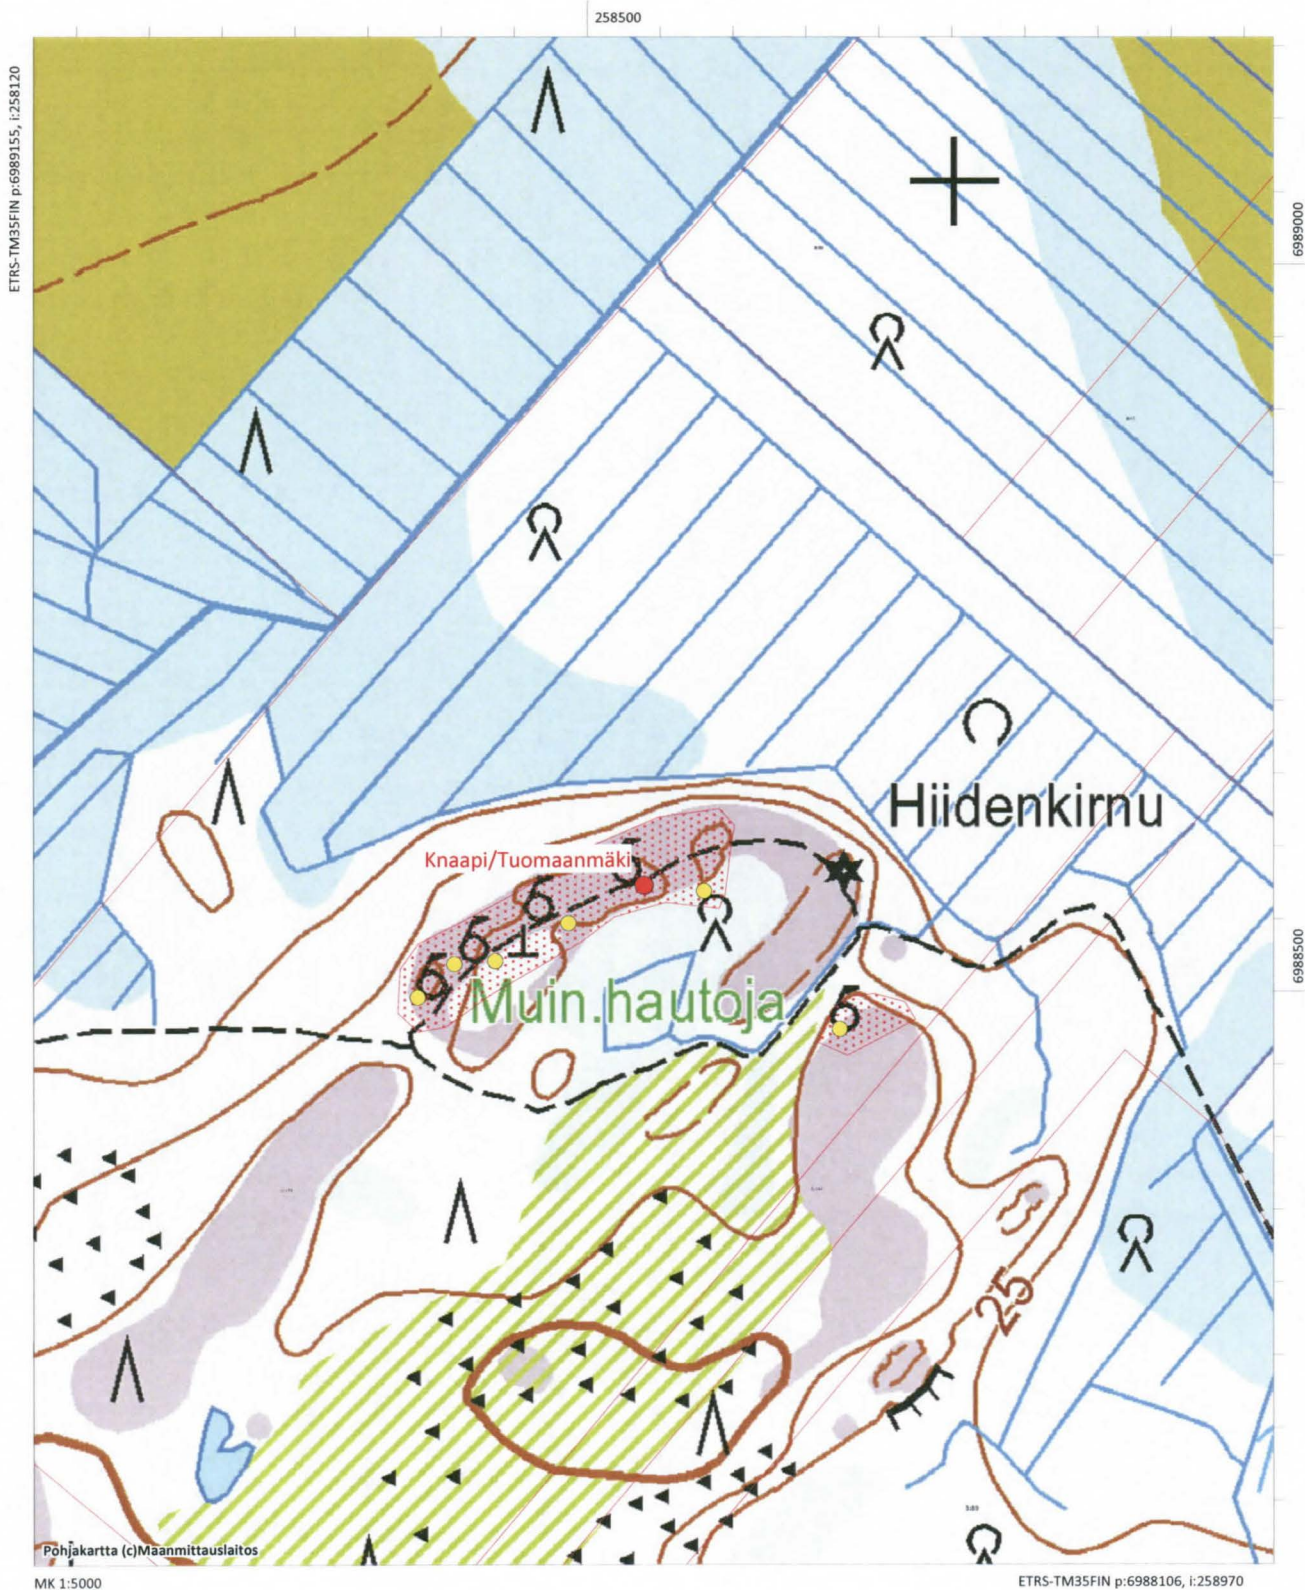 258500
ETRS-TM35FIN p:6989155, i:258120
6989000
Hiidenkirnu
Knaapi/Tuomaanmäki
6988500
Muin.hautoja
25
Pohjakartta (c)Maanmittauslaitos
MK 1:5000
ETRS-TM35FIN p:6988106, i:258970